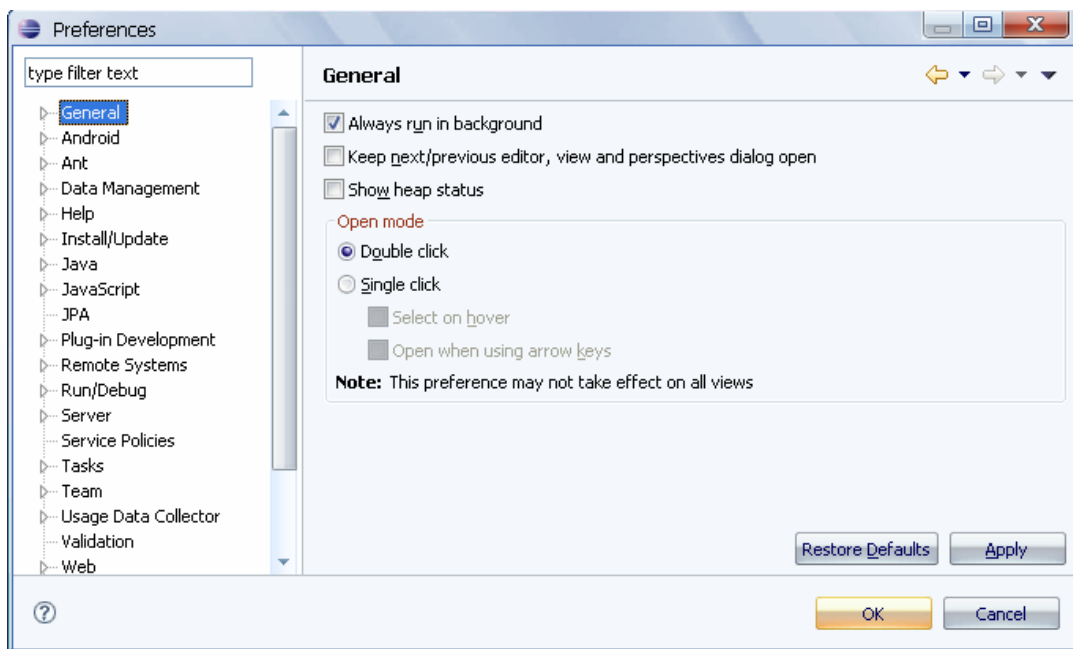 Preferences
type filter text
General
Android
Ant
Data Management
Help
Install/Update
Java
JavaScript
JPA
Plug-in Development
Remote Systems
Run/Debug
Server
Service Policies
Tasks
Team
Usage Data Collector
Validation
Web
General
Always run in background
Keep next/previous editor, view and perspectives dialog open
Show heap status
Open mode
Double click
Single click
Select on hover
Open when using arrow keys
Note: This preference may not take effect on all views
Restore Defaults
Apply
OK
Cancel